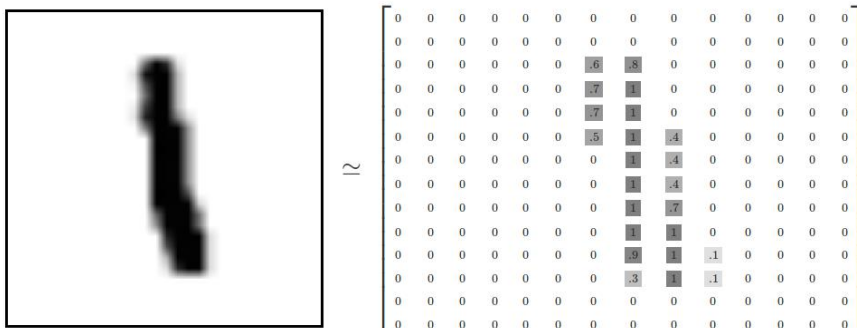 0 0 0 0 0 0 0 0 0 0 0 0 0 0
0 0 0 0 0 0 0 0 0 0 0 0 0 0
0 0 0 0 0 0 .6 .8 0 0 0 0 0 0
0 0 0 0 0 0 .7 1 0 0 0 0 0 0
0 0 0 0 0 0 .7 1 0 0 0 0 0 0
0 0 0 0 0 0 .5 1 .4 0 0 0 0 0
≃ 0 0 0 0 0 0 0 1 .4 0 0 0 0 0
0 0 0 0 0 0 0 1 .4 0 0 0 0 0
0 0 0 0 0 0 0 1 .7 0 0 0 0 0
0 0 0 0 0 0 0 1 1 0 0 0 0 0
0 0 0 0 0 0 0 .9 1 .1 0 0 0 0
0 0 0 0 0 0 0 .3 1 .1 0 0 0 0
0 0 0 0 0 0 0 0 0 0 0 0 0 0
0 0 0 0 0 0 0 0 0 0 0 0 0 0